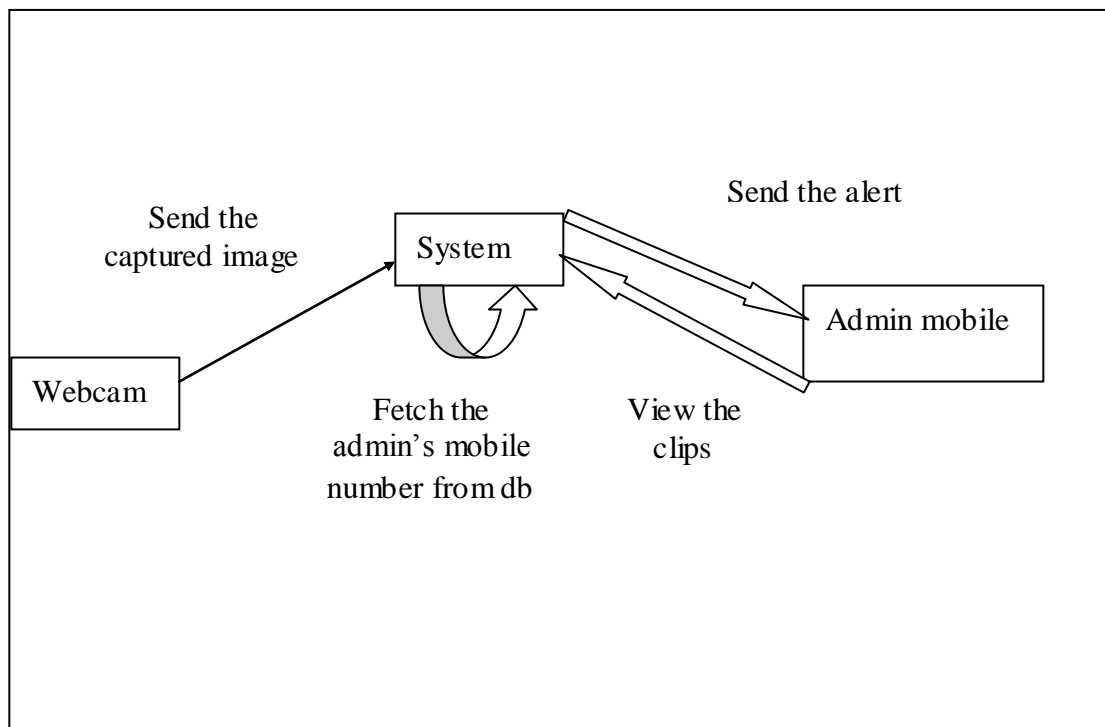 Send the alert
Send the
captured image
System
Admin mobile
Webcam
Fetch the
admin's mobile
number from db
View the
clips